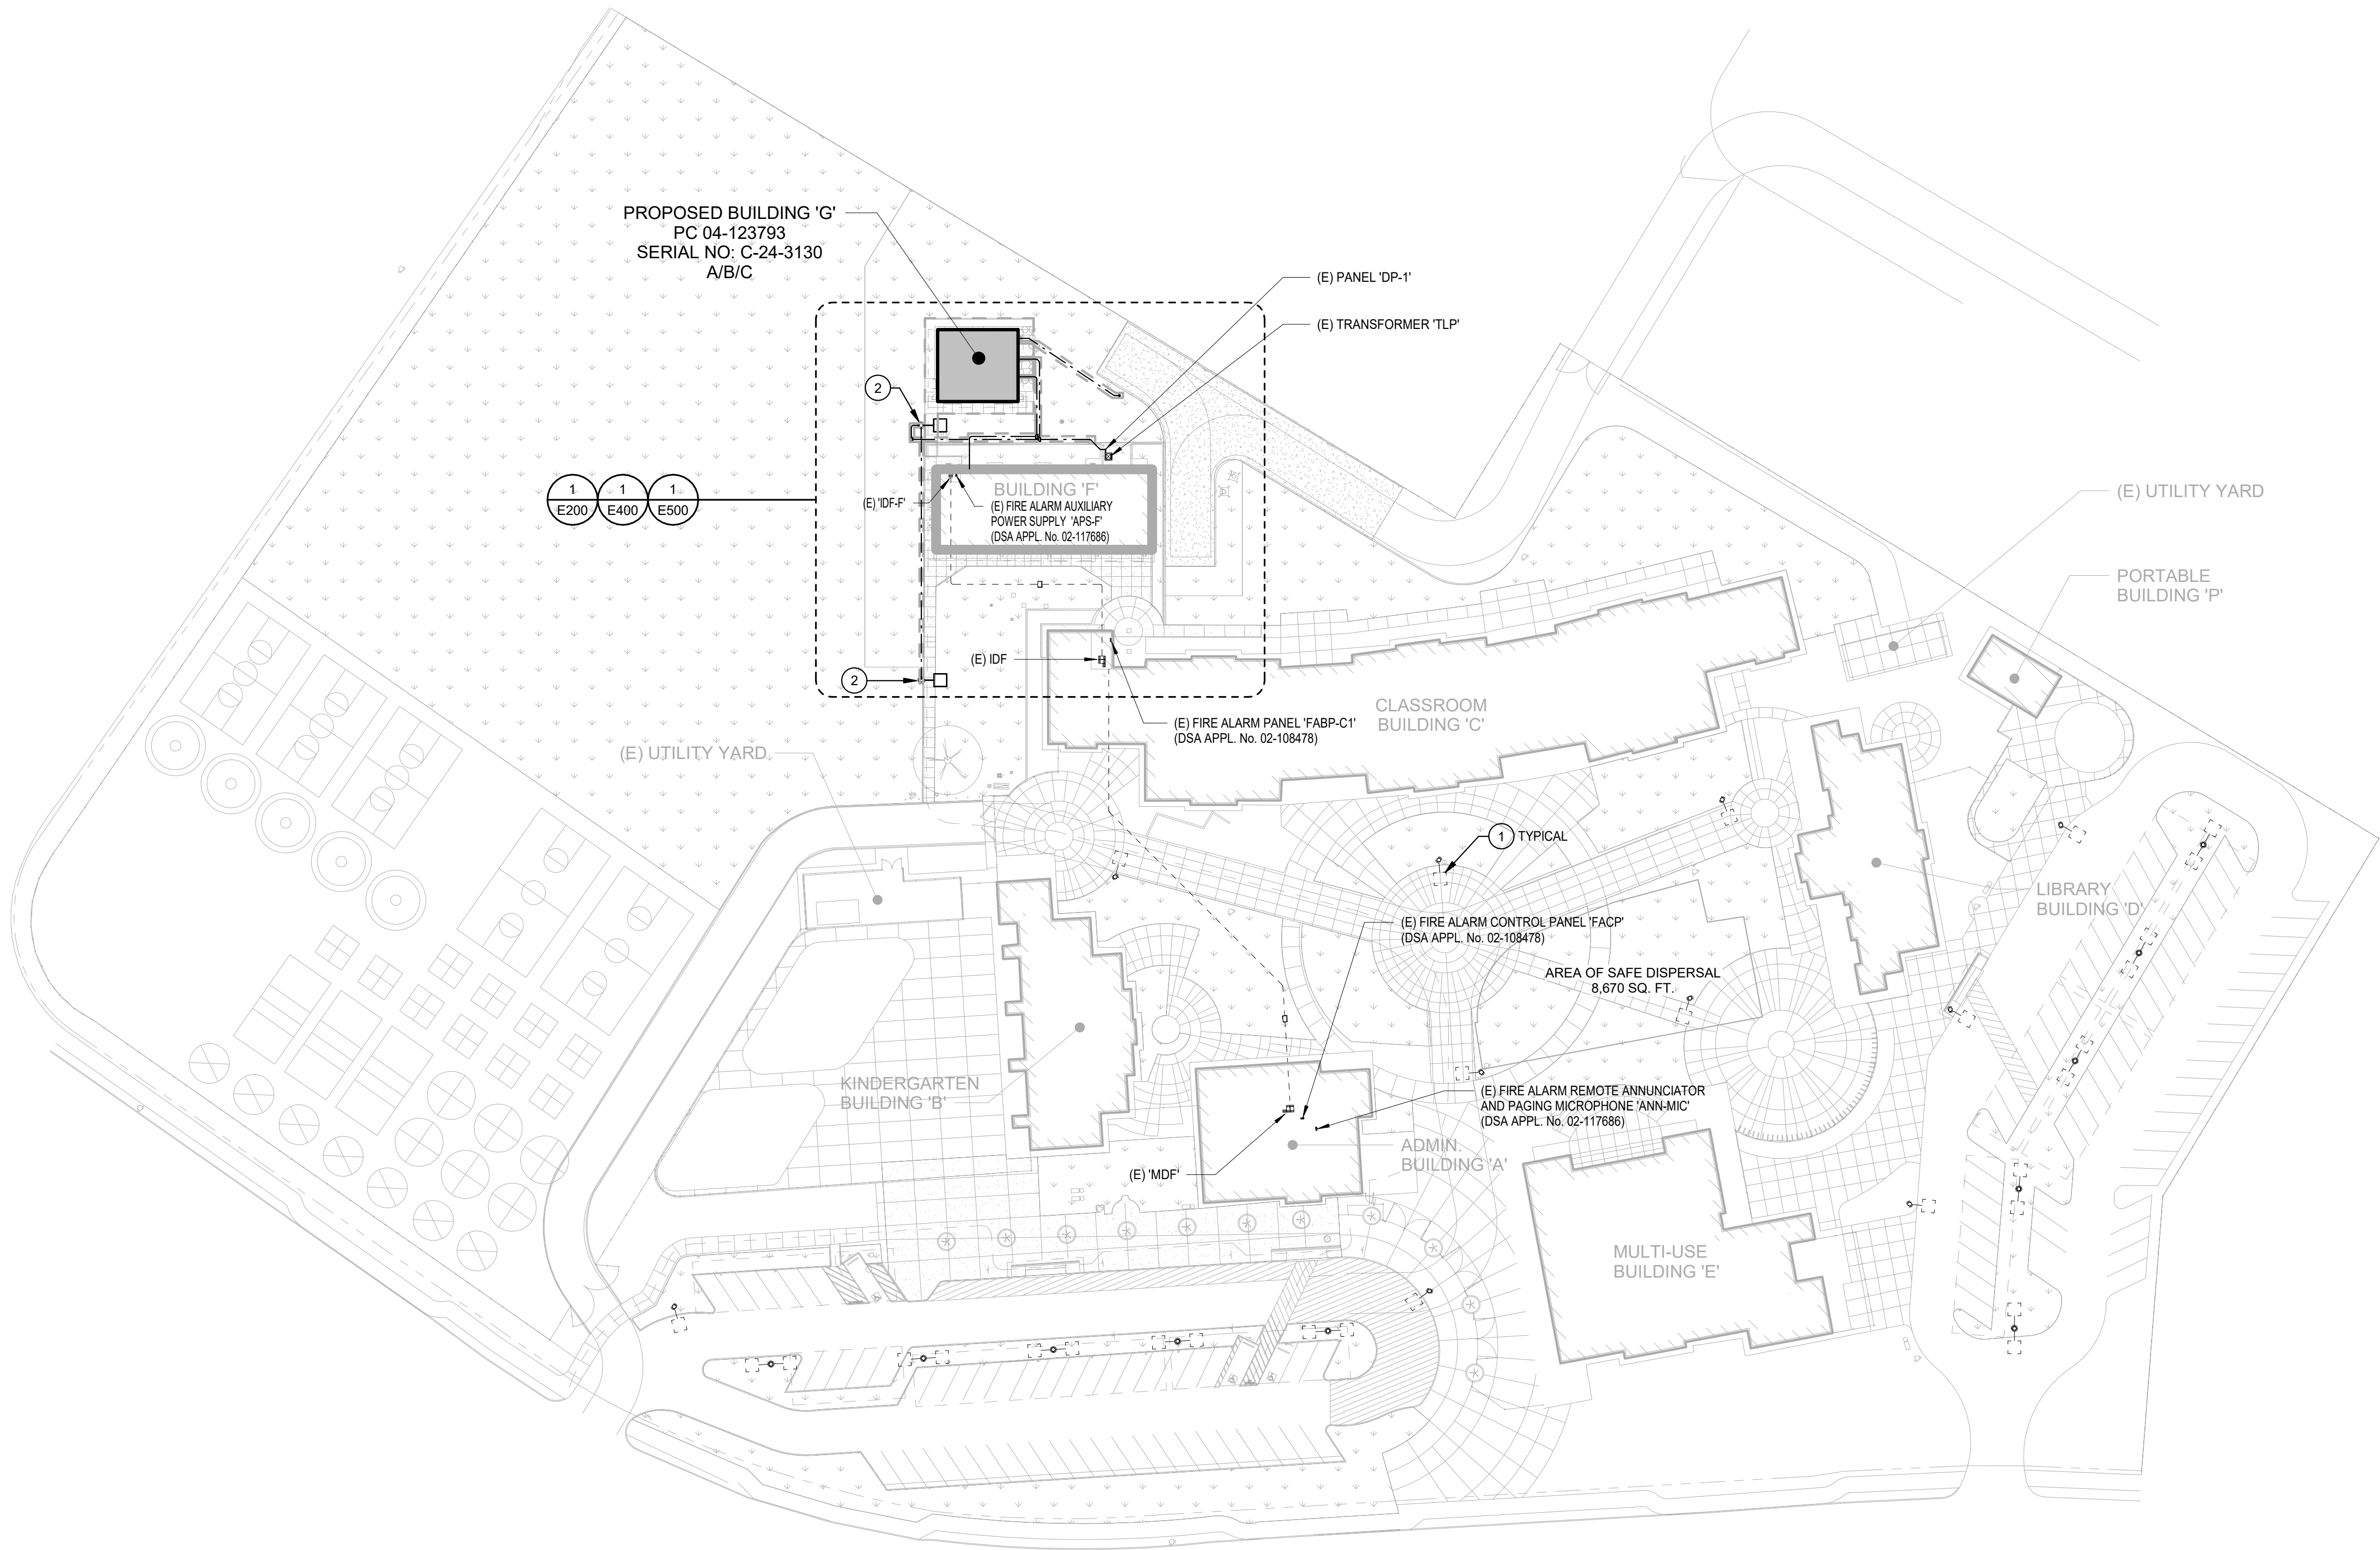 PROPOSED BUILDING 'G'
PC 04-123793
SERIAL NO: C-24-3130
A/B/C
(E) PANEL 'DP-1'
(E) TRANSFORMER 'TLP'
2
1
E200
1
E400
1
E500
(E) 'IDF-F'
BUILDING 'F'
(E) FIRE ALARM AUXILIARY
POWER SUPPLY 'APS-F'
(DSA APPL. No. 02-117686)
(E) UTILITY YARD
PORTABLE
BUILDING 'P'
(E) IDF
2
(E) FIRE ALARM PANEL 'FABP-C1'
(DSA APPL. No. 02-108478)
CLASSROOM
BUILDING 'C'
(E) UTILITY YARD
1 TYPICAL
LIBRARY
BUILDING 'D'
(E) FIRE ALARM CONTROL PANEL 'FACP'
(DSA APPL. No. 02-108478)
AREA OF SAFE DISPERSAL
8,670 SQ. FT.
KINDERGARTEN
BUILDING 'B'
(E) FIRE ALARM REMOTE ANNUNCIATOR
AND PAGING MICROPHONE 'ANN-MIC'
(DSA APPL. No. 02-117686)
ADMIN.
BUILDING 'A'
(E) 'MDF'
MULTI-USE
BUILDING 'E'